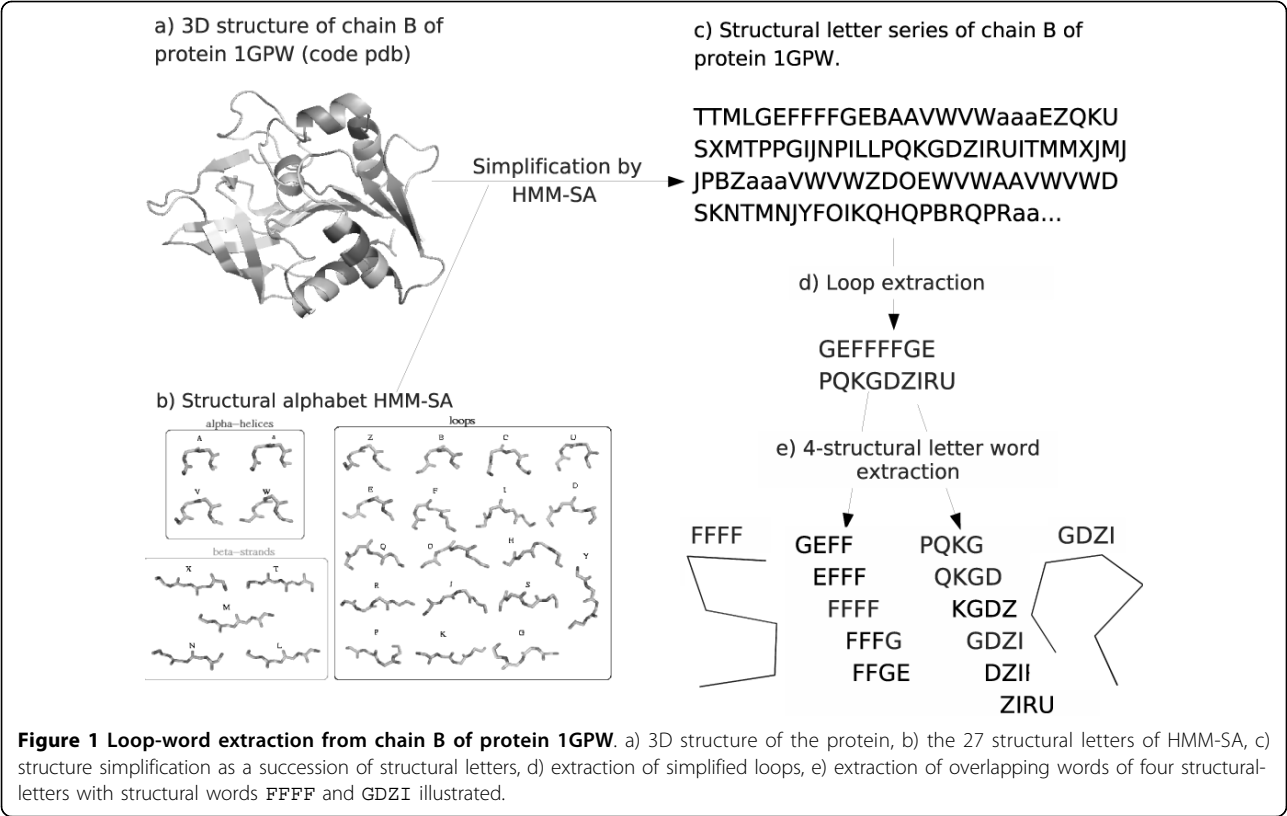 a) 3D structure of chain B of
protein 1GPW (code pdb)
c) Structural letter series of chain B of
protein 1GPW.
TTMLGEFFFFGEBAAVWVWaaaEZQKU
SXMTPPGIJNPILLPQKGDZIRUITMMXJMJ
JPBZaaaVWVWZDOEWVWAAVWVWD
SKNTMNJYFOIKQHQPBRQPRaa...
Simplification by
HMM-SA
d) Loop extraction
GEFFFFGE
PQKGDZIRU
b) Structural alphabet HMM-SA
alpha-helices
A a
V W
beta-strands
X T
M
N L
loops
Z B C U
E F I D
Q O H Y
R J S
P K G
e) 4-structural letter word
extraction
FFFF
GEFF
EFFF
FFFF
FFFG
FFGE
PQKG
QKGD
KGDZ
GDZI
ZIRU
GDZI
Figure 1 Loop-word extraction from chain B of protein 1GPW. a) 3D structure of the protein, b) the 27 structural letters of HMM-SA, c)
structure simplification as a succession of structural letters, d) extraction of simplified loops, e) extraction of overlapping words of four structural-
letters with structural words FFFF and GDZI illustrated.